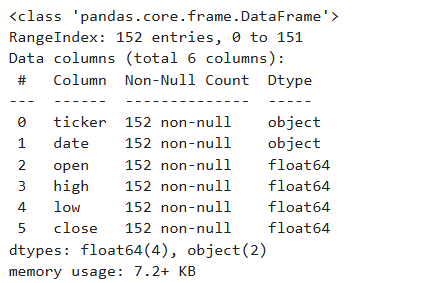 <class 'pandas.core.frame.DataFrame'>
RangeIndex: 152 entries, 0 to 151
Data columns (total 6 columns):
 #   Column  Non-Null Count  Dtype
---  ------  --------------  -----
 0   ticker  152 non-null    object
 1   date    152 non-null    object
 2   open    152 non-null    float64
 3   high    152 non-null    float64
 4   low     152 non-null    float64
 5   close   152 non-null    float64
dtypes: float64(4), object(2)
memory usage: 7.2+ KB